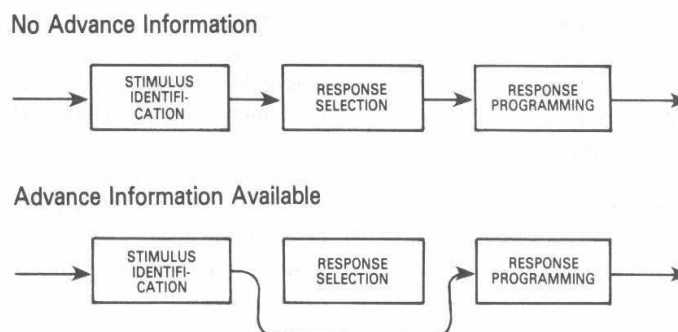 No Advance Information
STIMULUS
IDENTIFI-
CATION
RESPONSE
SELECTION
RESPONSE
PROGRAMMING
Advance Information Available
STIMULUS
IDENTIFI-
CATION
RESPONSE
SELECTION
RESPONSE
PROGRAMMING